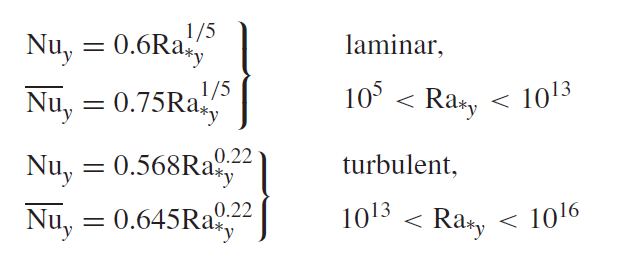 Nu_y = 0.6Ra_{*y}^{1/5} laminar,
\overline{Nu}_y = 0.75Ra_{*y}^{1/5} 10^5 < Ra_{*y} < 10^{13}
Nu_y = 0.568Ra_{*y}^{0.22} turbulent,
\overline{Nu}_y = 0.645Ra_{*y}^{0.22} 10^{13} < Ra_{*y} < 10^{16}